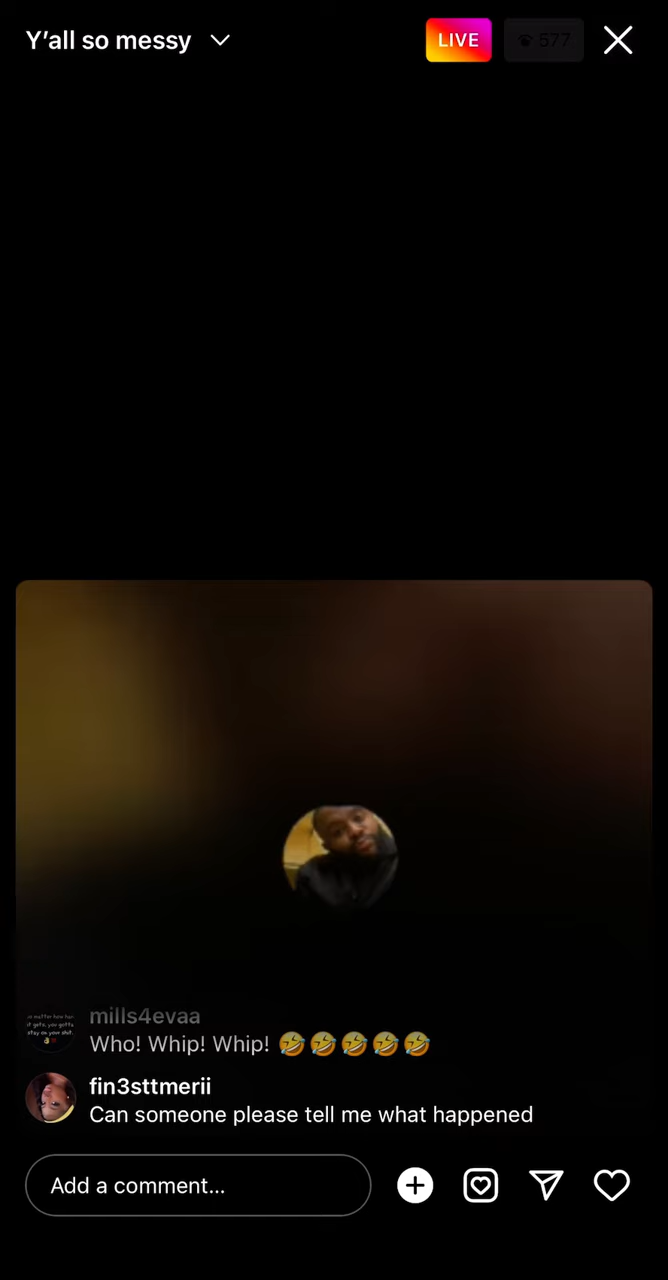 Y’all so messy
LIVE
577
mills4evaa
Who! Whip! Whip! 🤣🤣🤣🤣🤣
fin3sttmerii
Can someone please tell me what happened
Add a comment...